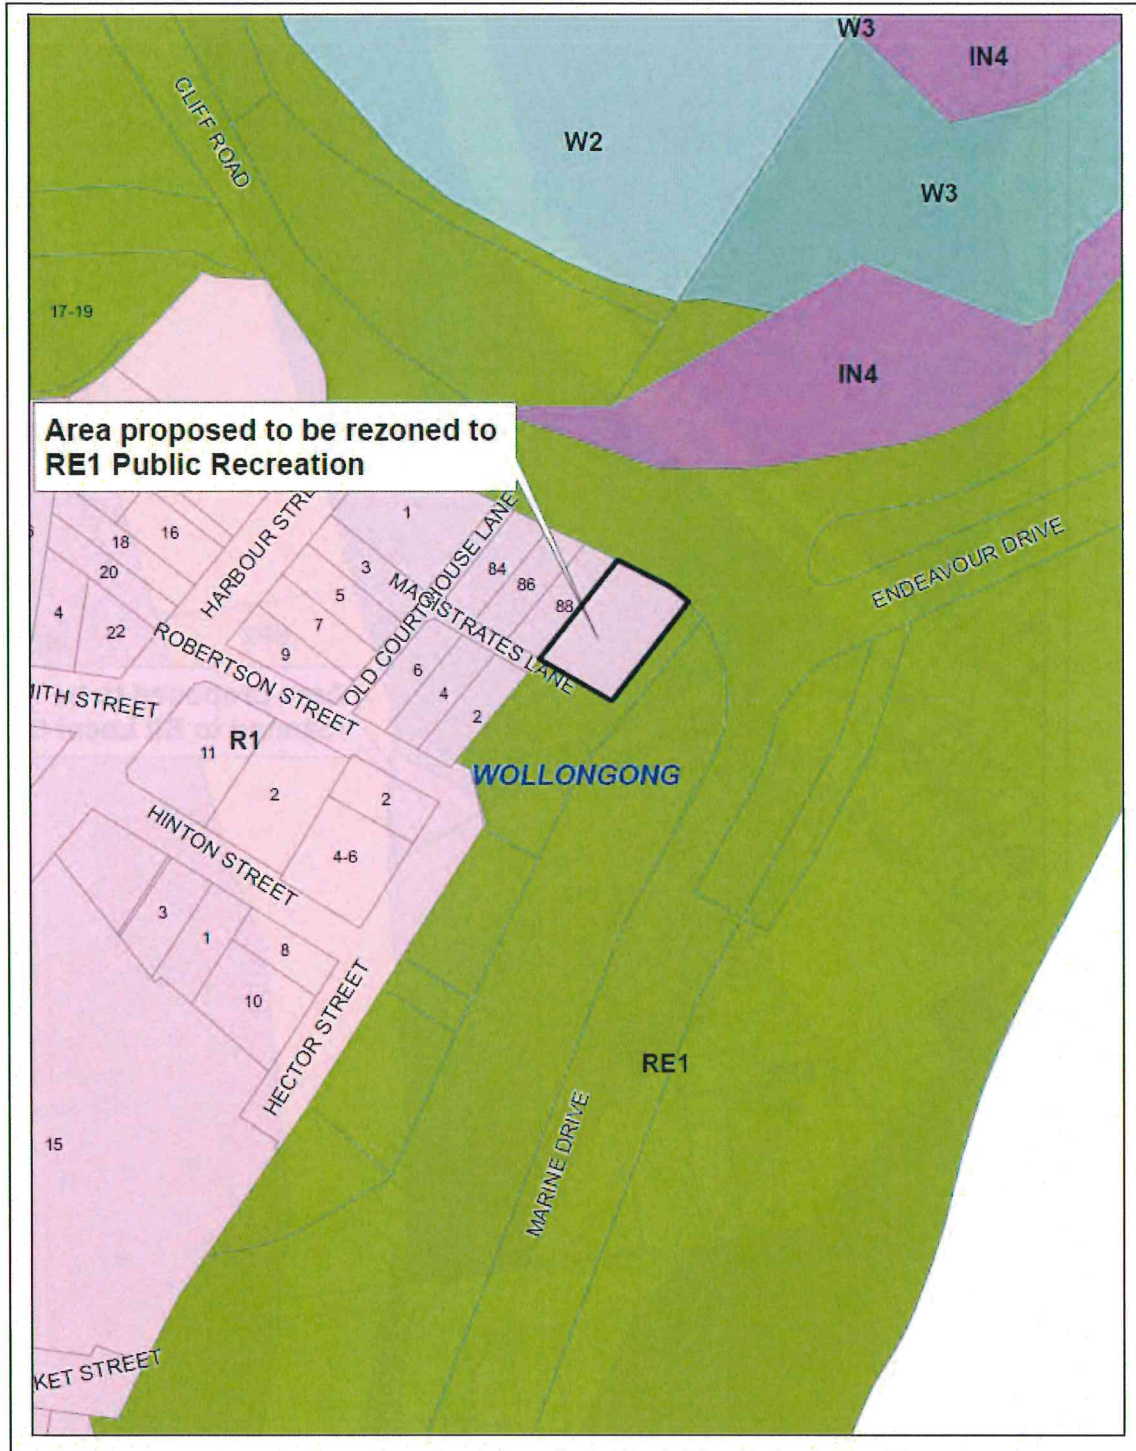 W3
IN4
CLIFF ROAD
W2
W3
17-19
IN4
Area proposed to be rezoned to
RE1 Public Recreation
1
16
18
20
HARBOUR STRE
3
84
86
88
5
7
9
4
22
MAGISTRATES LANE
OLD COURTHOUSE LANE
ENDEAVOUR DRIVE
ROBERTSON STREET
6
4
2
MITH STREET
11
R1
2
2
WOLLONGONG
HINTON STREET
4-6
3
1
8
10
HECTOR STREET
RE1
MARINE DRIVE
15
KET STREET